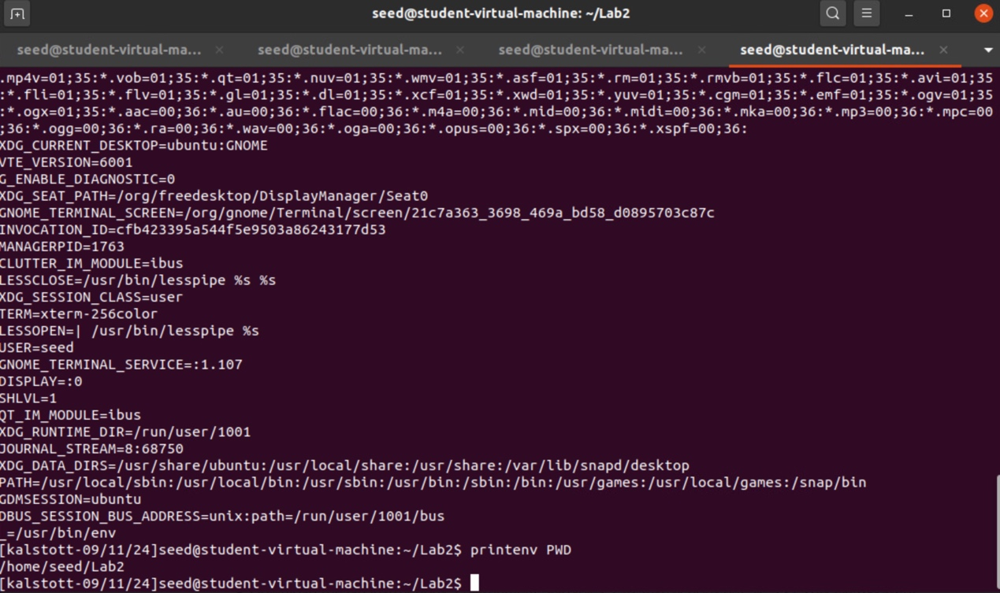 seed@student-virtual-machine: ~/Lab2
seed@student-virtual-ma... seed@student-virtual-ma... seed@student-virtual-ma... seed@student-virtual-ma...
.mp4v=01;35:*.vob=01;35:*.qt=01;35:*.nuv=01;35:*.wmv=01;35:*.asf=01;35:*.rm=01;35:*.rmvb=01;35:*.flc=01;35:*.avi=01;35
:*.fli=01;35:*.flv=01;35:*.gl=01;35:*.dl=01;35:*.xcf=01;35:*.xwd=01;35:*.yuv=01;35:*.cgm=01;35:*.emf=01;35:*.ogv=01;35
:*.ogx=01;35:*.aac=00;36:*.au=00;36:*.flac=00;36:*.m4a=00;36:*.mid=00;36:*.midi=00;36:*.mka=00;36:*.mp3=00;36:*.mpc=00
;36:*.ogg=00;36:*.ra=00;36:*.wav=00;36:*.oga=00;36:*.opus=00;36:*.spx=00;36:*.xspf=00;36:
XDG_CURRENT_DESKTOP=ubuntu:GNOME
VTE_VERSION=6001
G_ENABLE_DIAGNOSTIC=0
XDG_SEAT_PATH=/org/freedesktop/DisplayManager/Seat0
GNOME_TERMINAL_SCREEN=/org/gnome/Terminal/screen/21c7a363_3698_469a_bd58_d0895703c87c
INVOCATION_ID=cfb423395a544f5e9503a86243177d53
MANAGERPID=1763
CLUTTER_IM_MODULE=ibus
LESSCLOSE=/usr/bin/lesspipe %s %s
XDG_SESSION_CLASS=user
TERM=xterm-256color
LESSOPEN=| /usr/bin/lesspipe %s
USER=seed
GNOME_TERMINAL_SERVICE=:1.107
DISPLAY=:0
SHLVL=1
QT_IM_MODULE=ibus
XDG_RUNTIME_DIR=/run/user/1001
JOURNAL_STREAM=8:68750
XDG_DATA_DIRS=/usr/share/ubuntu:/usr/local/share:/usr/share:/var/lib/snapd/desktop
PATH=/usr/local/sbin:/usr/local/bin:/usr/sbin:/usr/bin:/sbin:/bin:/usr/games:/usr/local/games:/snap/bin
GDMSESSION=ubuntu
DBUS_SESSION_BUS_ADDRESS=unix:path=/run/user/1001/bus
_=/usr/bin/env
[kalstott-09/11/24]seed@student-virtual-machine:~/Lab2$ printenv PWD
/home/seed/Lab2
[kalstott-09/11/24]seed@student-virtual-machine:~/Lab2$